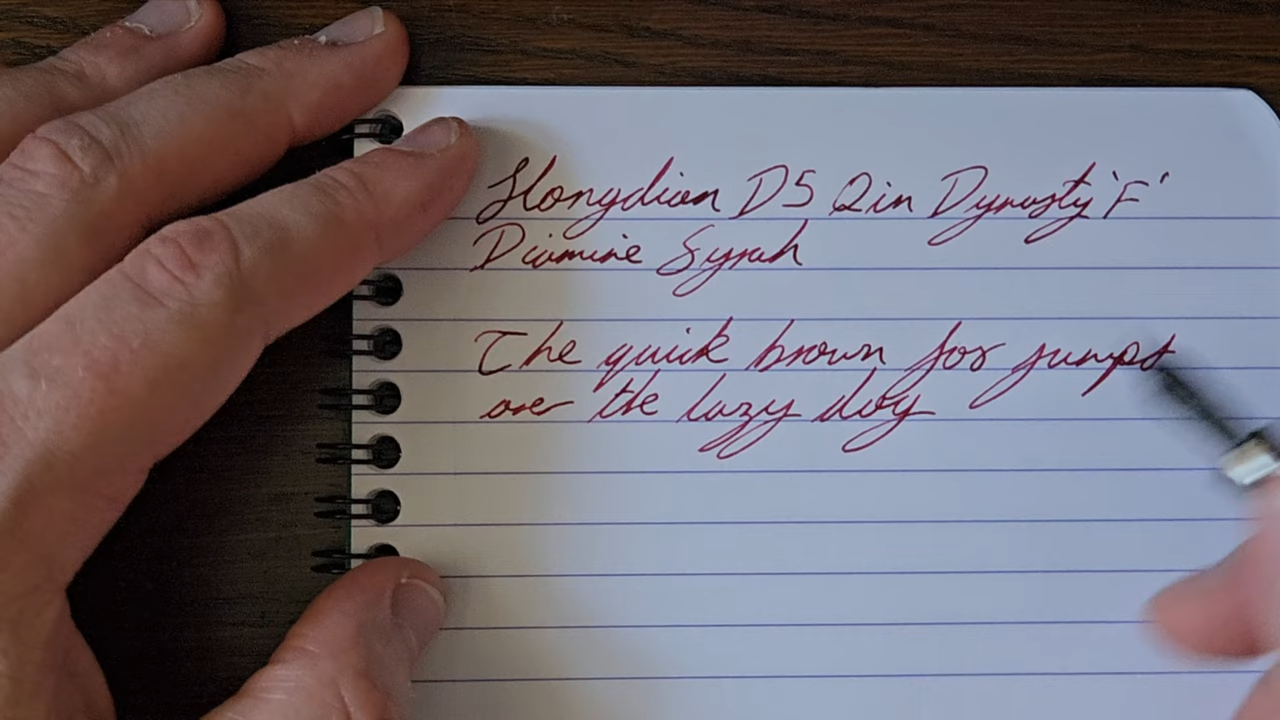 Hongdian D5 Qin Dynasty 'F'
Diamine Syrah
The quick brown fox jumps
over the lazy dog